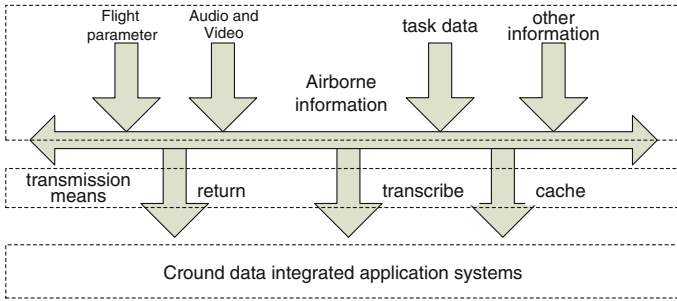 Flight
parameter
Audio and
Video
task data
other
information
Airborne
information
transmission
means
return
transcribe
cache
Ground data integrated application systems